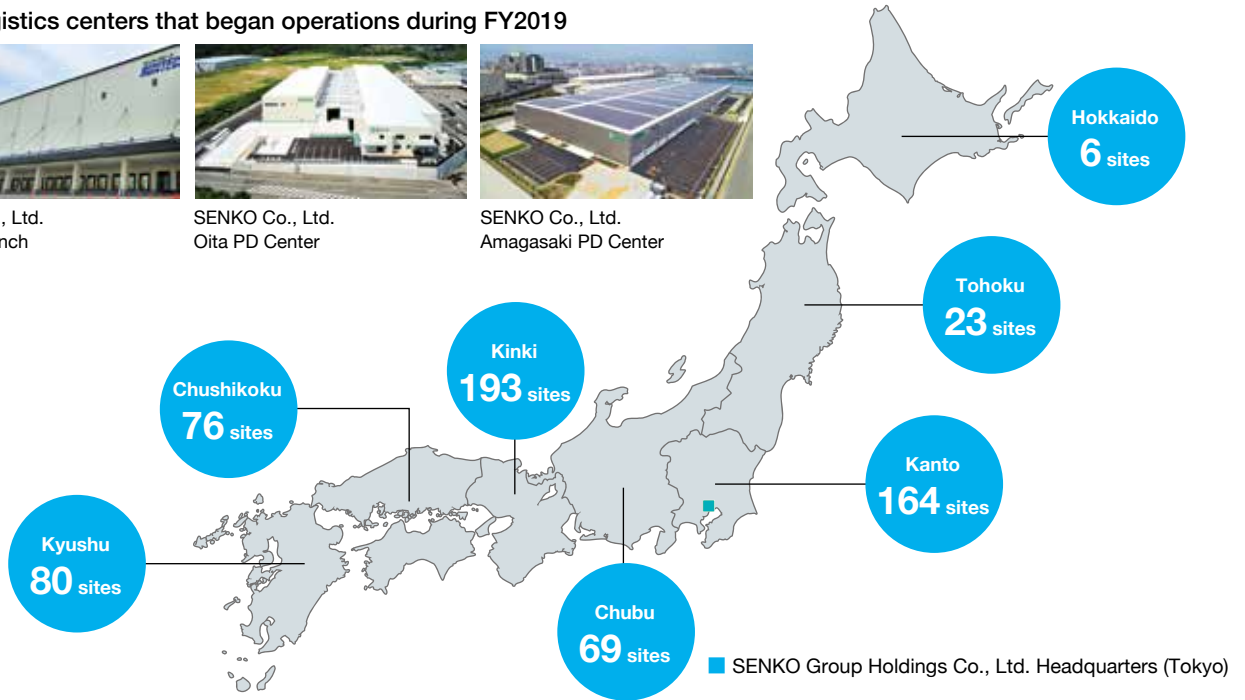 gistics centers that began operations during FY2019
, Ltd.
nch
SENKO Co., Ltd.
Oita PD Center
SENKO Co., Ltd.
Amagasaki PD Center
Hokkaido
6 sites
Tohoku
23 sites
Kinki
193 sites
Chushikoku
76 sites
Kanto
164 sites
Kyushu
80 sites
Chubu
69 sites
SENKO Group Holdings Co., Ltd. Headquarters (Tokyo)